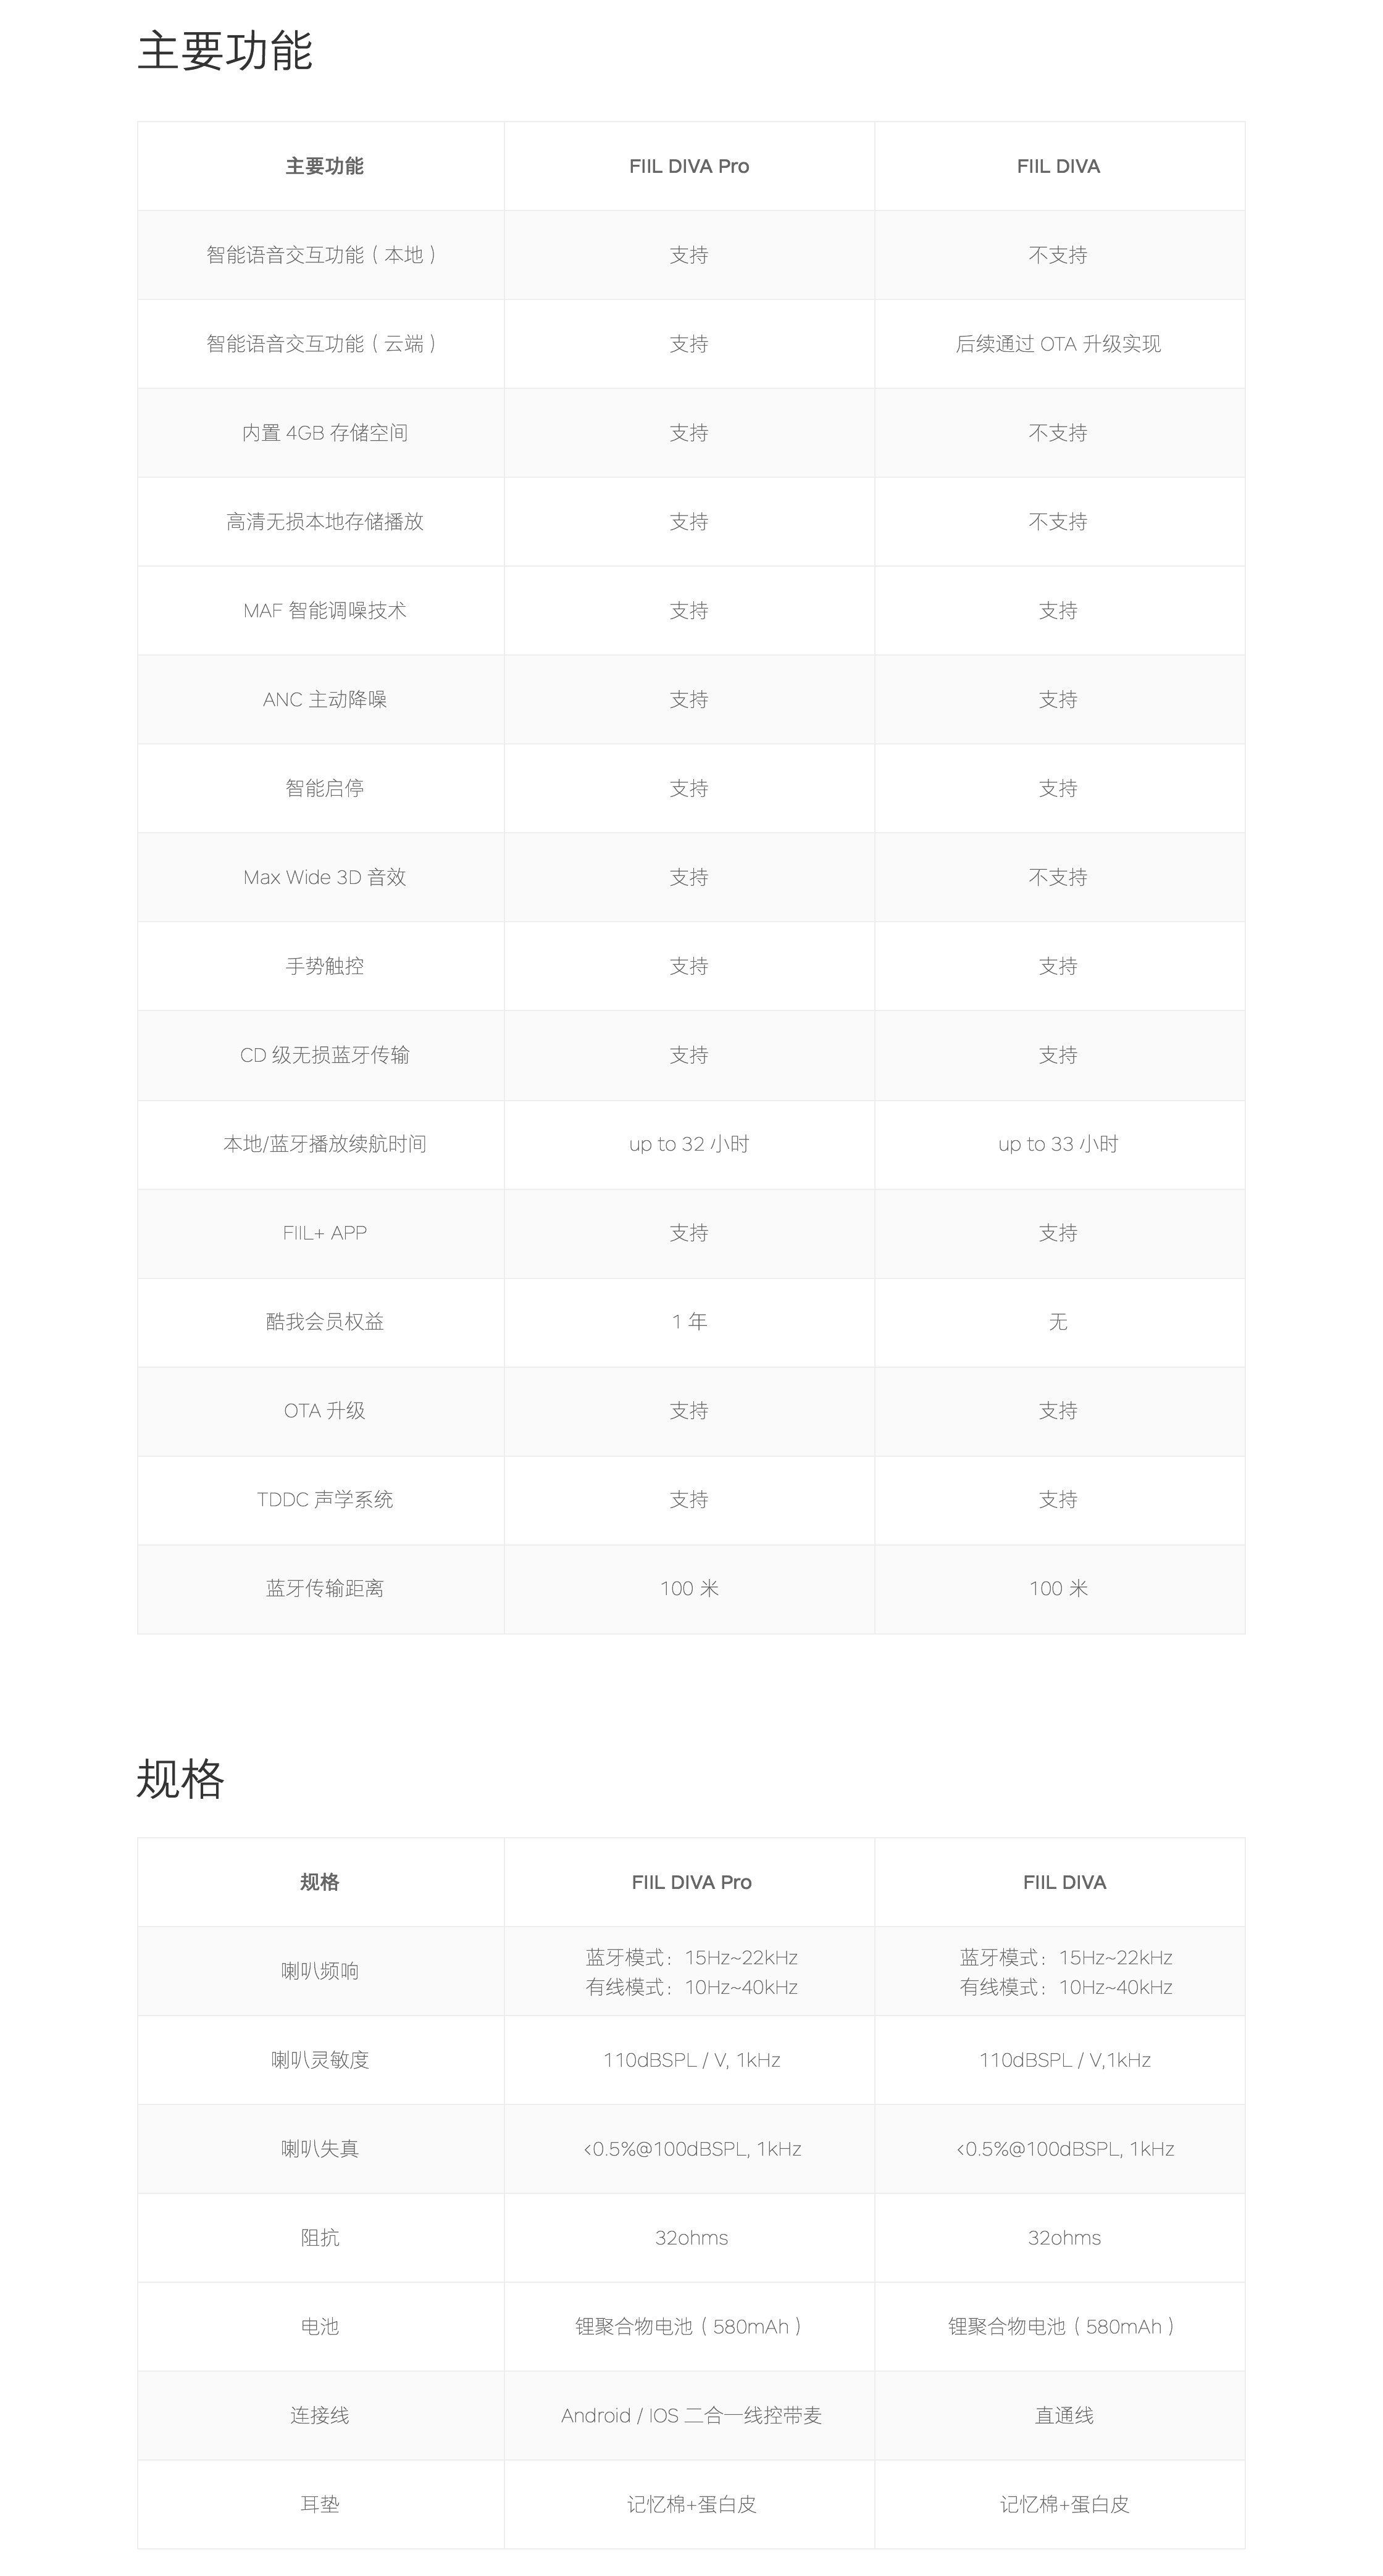 主要功能
主要功能 FIIL DIVA Pro FIIL DIVA
智能语音交互功能（本地） 支持 不支持
智能语音交互功能（云端） 支持 后续通过 OTA 升级实现
内置 4GB 存储空间 支持 不支持
高清无损本地存储播放 支持 不支持
MAF 智能调噪技术 支持 支持
ANC 主动降噪 支持 支持
智能启停 支持 支持
Max Wide 3D 音效 支持 不支持
手势触控 支持 支持
CD 级无损蓝牙传输 支持 支持
本地/蓝牙播放续航时间 up to 32 小时 up to 33 小时
FIIL+ APP 支持 支持
酷我会员权益 1 年 无
OTA 升级 支持 支持
TDDC 声学系统 支持 支持
蓝牙传输距离 100 米 100 米
规格
规格 FIIL DIVA Pro FIIL DIVA
喇叭频响 蓝牙模式：15Hz~22kHz 蓝牙模式：15Hz~22kHz
有线模式：10Hz~40kHz 有线模式：10Hz~40kHz
喇叭灵敏度 110dBSPL / V, 1kHz 110dBSPL / V,1kHz
喇叭失真 <0.5%@100dBSPL, 1kHz <0.5%@100dBSPL, 1kHz
阻抗 32ohms 32ohms
电池 锂聚合物电池（580mAh） 锂聚合物电池（580mAh）
连接线 Android / IOS 二合一线控带麦 直通线
耳垫 记忆棉+蛋白皮 记忆棉+蛋白皮